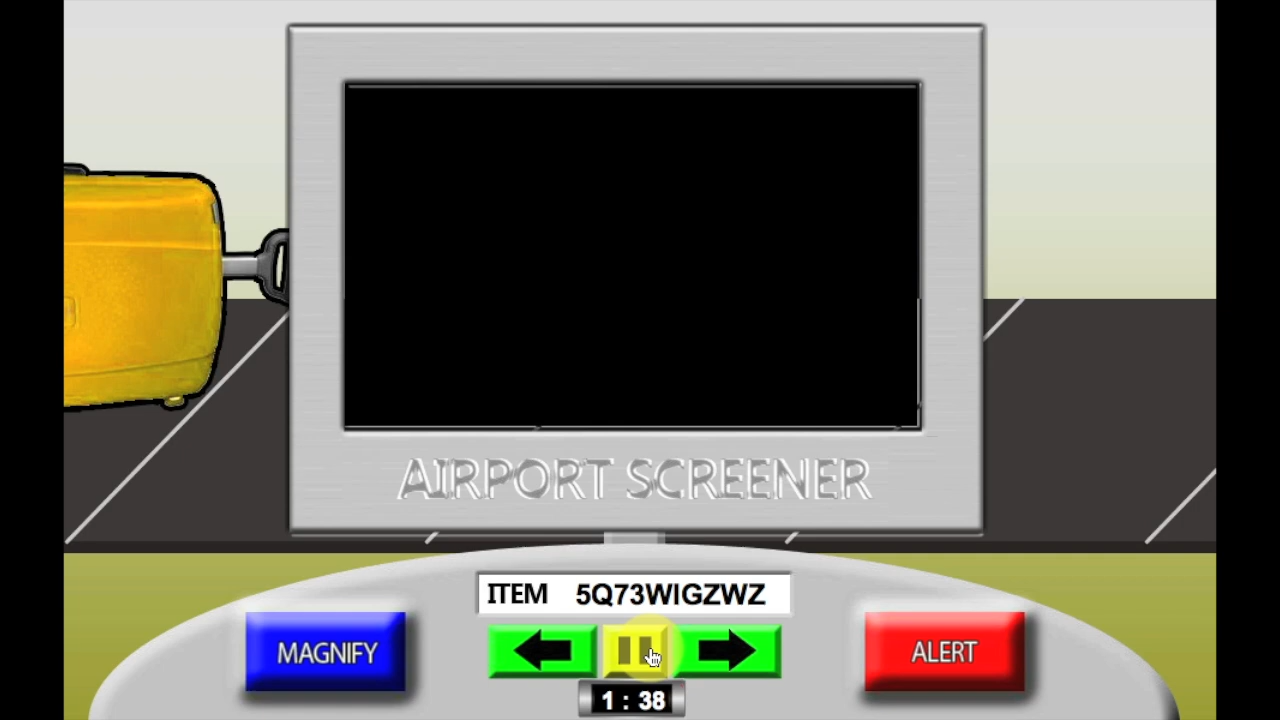 AIRPORT SCREENER
ITEM 5Q73WIGZWZ
MAGNIFY
ALERT
1 : 38